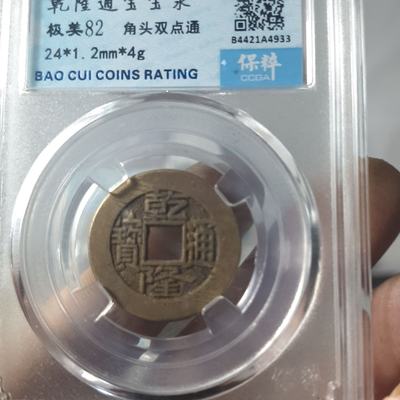 乾隆通宝宝泉
极美82 角头双点通
24*1.2mm*4g
BAO CUI COINS RATING
B4421A4933
保粹
CCGA
乾隆通寳